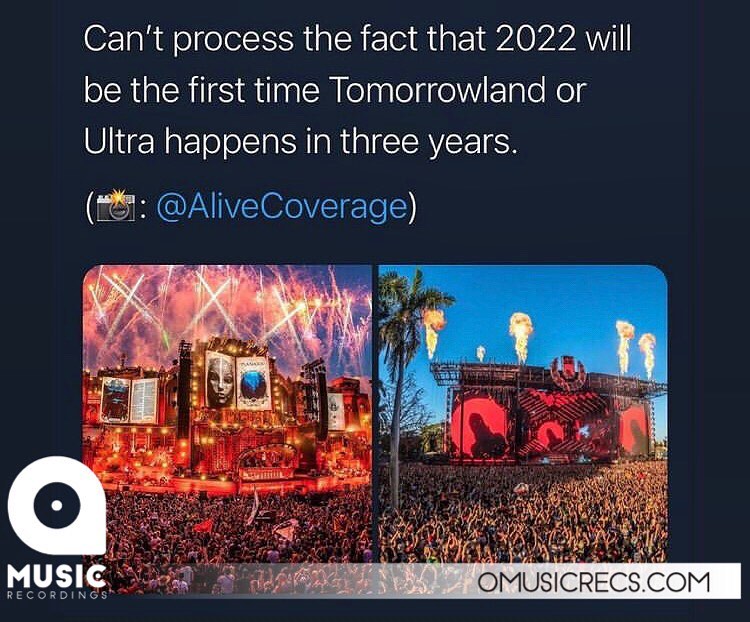 Can't process the fact that 2022 will
be the first time Tomorrowland or
Ultra happens in three years.
(📸: @AliveCoverage)
MUSIC
RECORDINGS
OMUSICRECS.COM